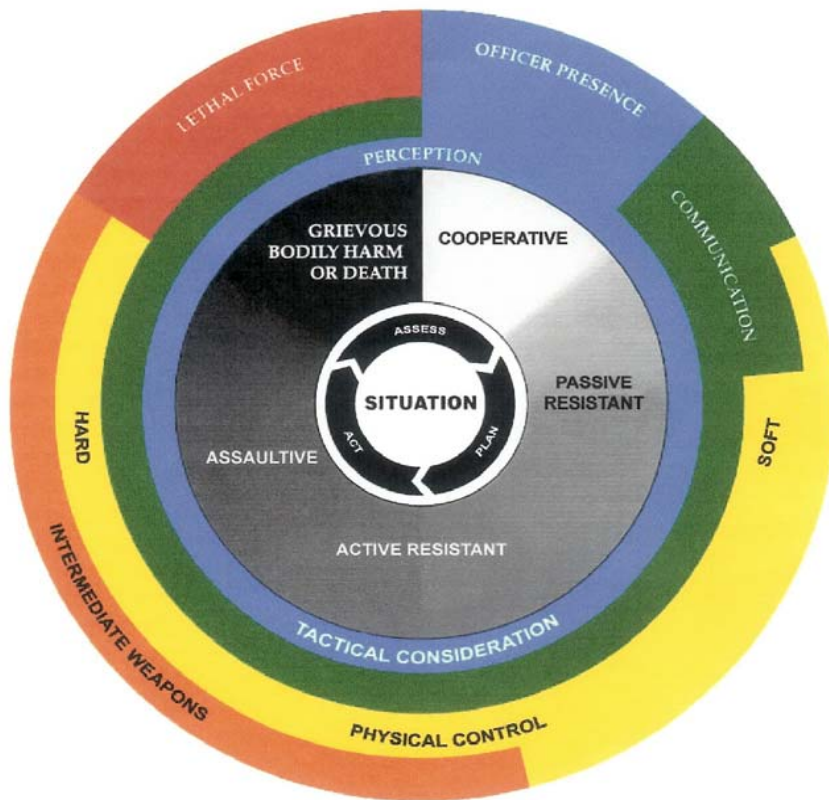 LETHAL FORCE
OFFICER PRESENCE
PERCEPTION
COMMUNICATION
GRIEVOUS
BODILY HARM
OR DEATH
COOPERATIVE
ASSESS
SITUATION
PASSIVE
RESISTANT
ACT
PLAN
HARD
SOFT
ASSAULTIVE
ACTIVE RESISTANT
TACTICAL CONSIDERATION
INTERMEDIATE WEAPONS
PHYSICAL CONTROL